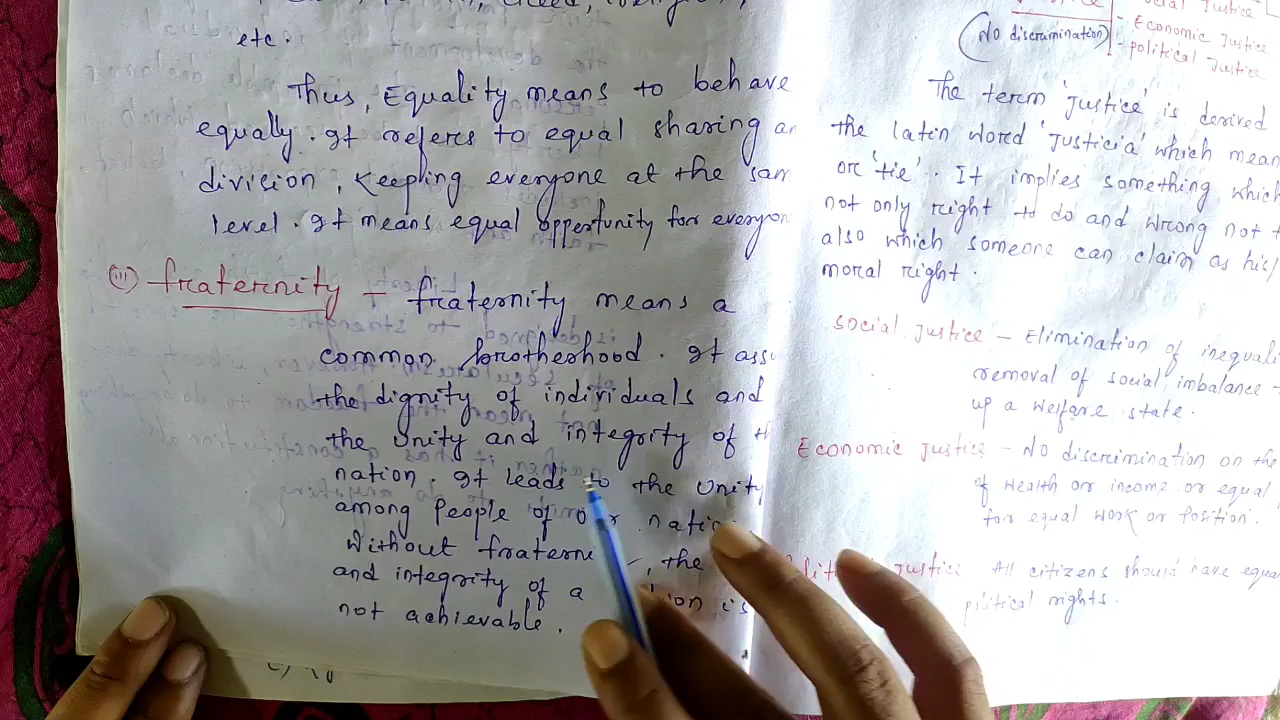 etc.
Thus, Equality means to behave
equally. It refers to equal sharing
division, keeping everyone at the
level. It means equal opportunity for
(iii) fraternity - fraternity means a
common brotherhood. It
the dignity of individuals and
the unity and integrity of
nation. It leads to the unity
among people of
Without the
and integrity of a
not achievable.
Social Justice
(No discrimination) - Economic Justice
- political Justice
The term 'Justice' is derived
the latin word 'Justicia' which
or 'tie'. It implies something which
not only right to do and wrong not
also which someone can claim as
moral right.
Social Justice - Elimination of
removal of social imbalance -
up a welfare state.
Economic Justice - No discrimination on the
of wealth or income or equal
for equal work or position.
Justice All citizens should have
political rights.